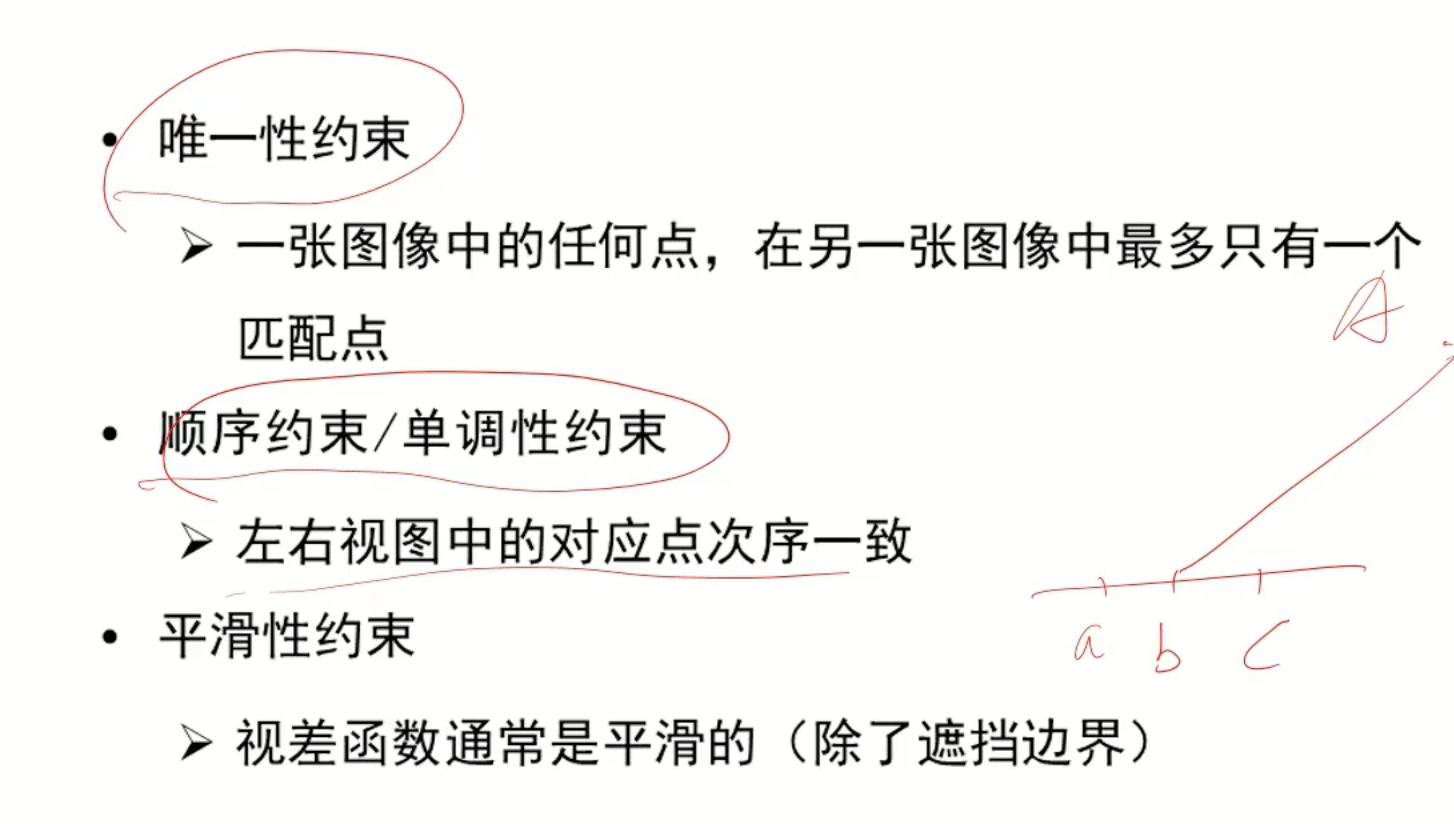 • 唯一性约束
➢ 一张图像中的任何点，在另一张图像中最多只有一个
匹配点
A
• 顺序约束/单调性约束
➢ 左右视图中的对应点次序一致
• 平滑性约束
a b c
➢ 视差函数通常是平滑的（除了遮挡边界）